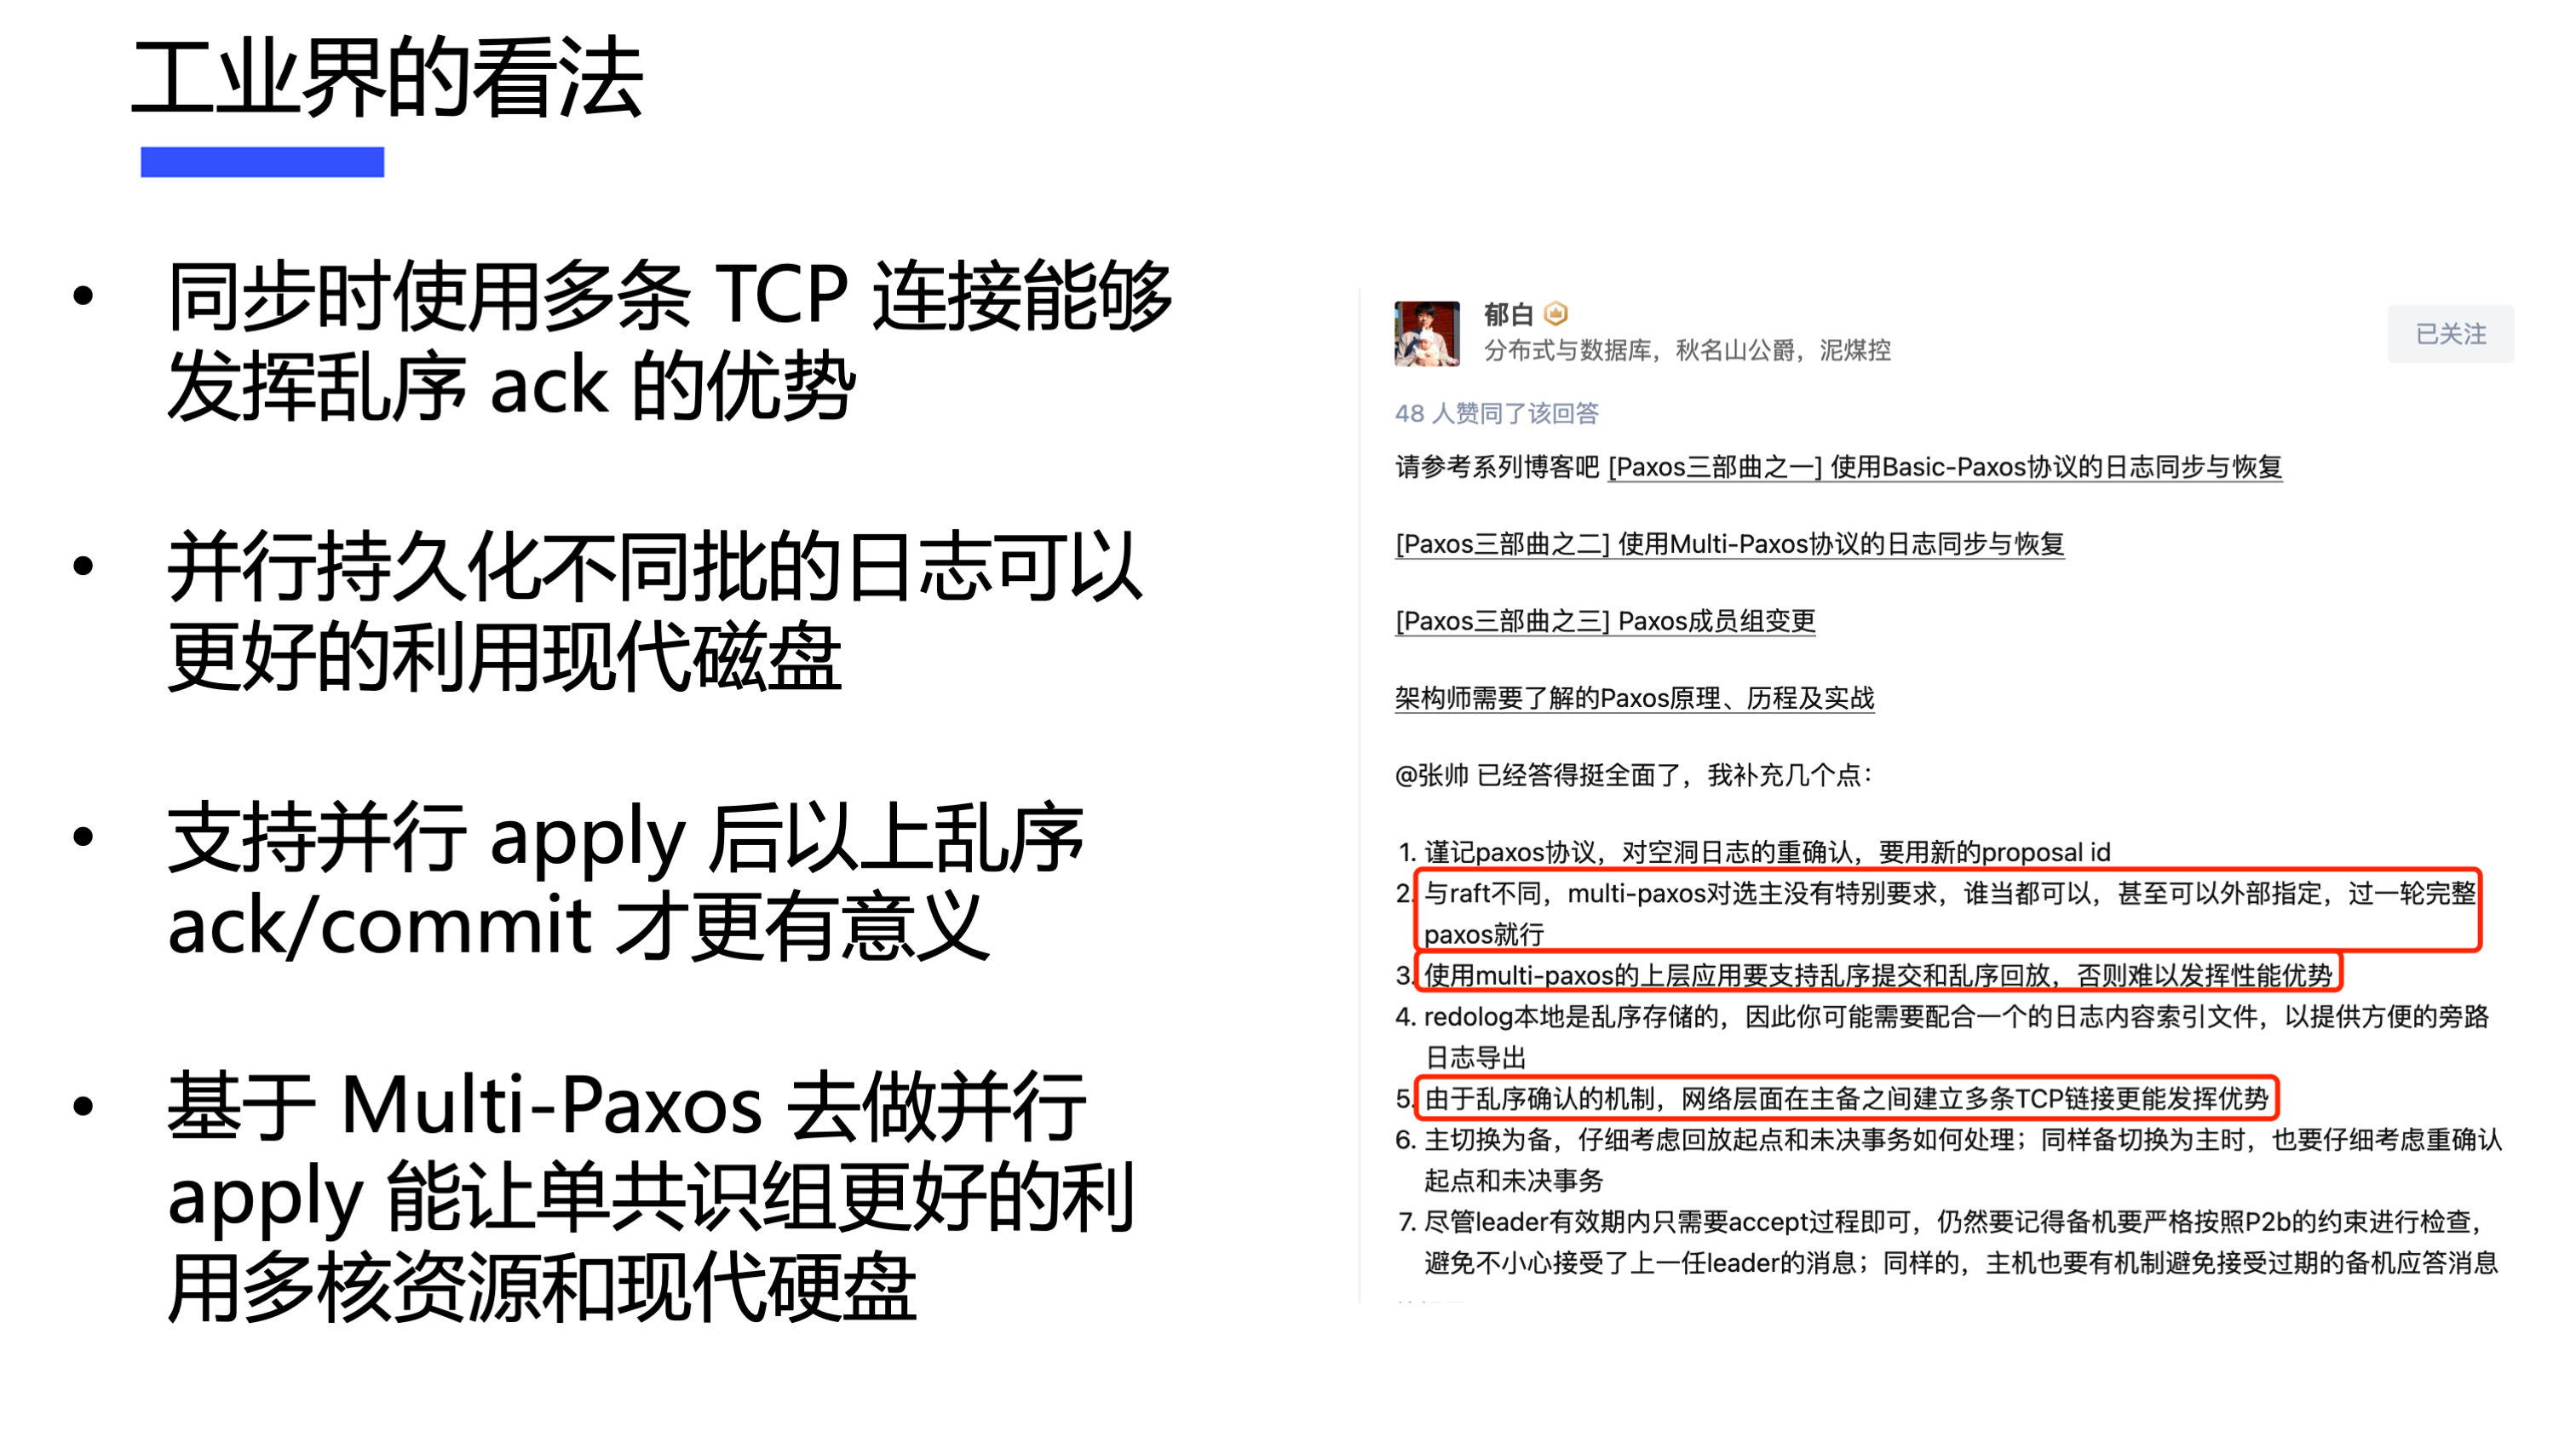 工业界的看法
• 同步时使用多条 TCP 连接能够
发挥乱序 ack 的优势
• 并行持久化不同批的日志可以
更好的利用现代磁盘
• 支持并行 apply 后以上乱序
ack/commit 才更有意义
• 基于 Multi-Paxos 去做并行
apply 能让单共识组更好的利
用多核资源和现代硬盘
郁白
分布式与数据库，秋名山公爵，泥煤控
已关注
48 人赞同了该回答
请参考系列博客吧 [Paxos三部曲之一] 使用Basic-Paxos协议的日志同步与恢复
[Paxos三部曲之二] 使用Multi-Paxos协议的日志同步与恢复
[Paxos三部曲之三] Paxos成员组变更
架构师需要了解的Paxos原理、历程及实战
@张帅 已经答得挺全面了，我补充几个点：
1. 谨记paxos协议，对空洞日志的重确认，要用新的proposal id
2. 与raft不同，multi-paxos对选主没有特别要求，谁当都可以，甚至可以外部指定，过一轮完整
paxos就行
3. 使用multi-paxos的上层应用要支持乱序提交和乱序回放，否则难以发挥性能优势
4. redolog本地是乱序存储的，因此你可能需要配合一个的日志内容索引文件，以提供方便的旁路
日志导出
5. 由于乱序确认的机制，网络层面在主备之间建立多条TCP链接更能发挥优势
6. 主切换为备，仔细考虑回放起点和未决事务如何处理；同样备切换为主时，也要仔细考虑重确认
起点和未决事务
7. 尽管leader有效期内只需要accept过程即可，仍然要记得备机要严格按照P2b的约束进行检查，
避免不小心接受了上一任leader的消息；同样的，主机也要有机制避免接受过期的备机应答消息